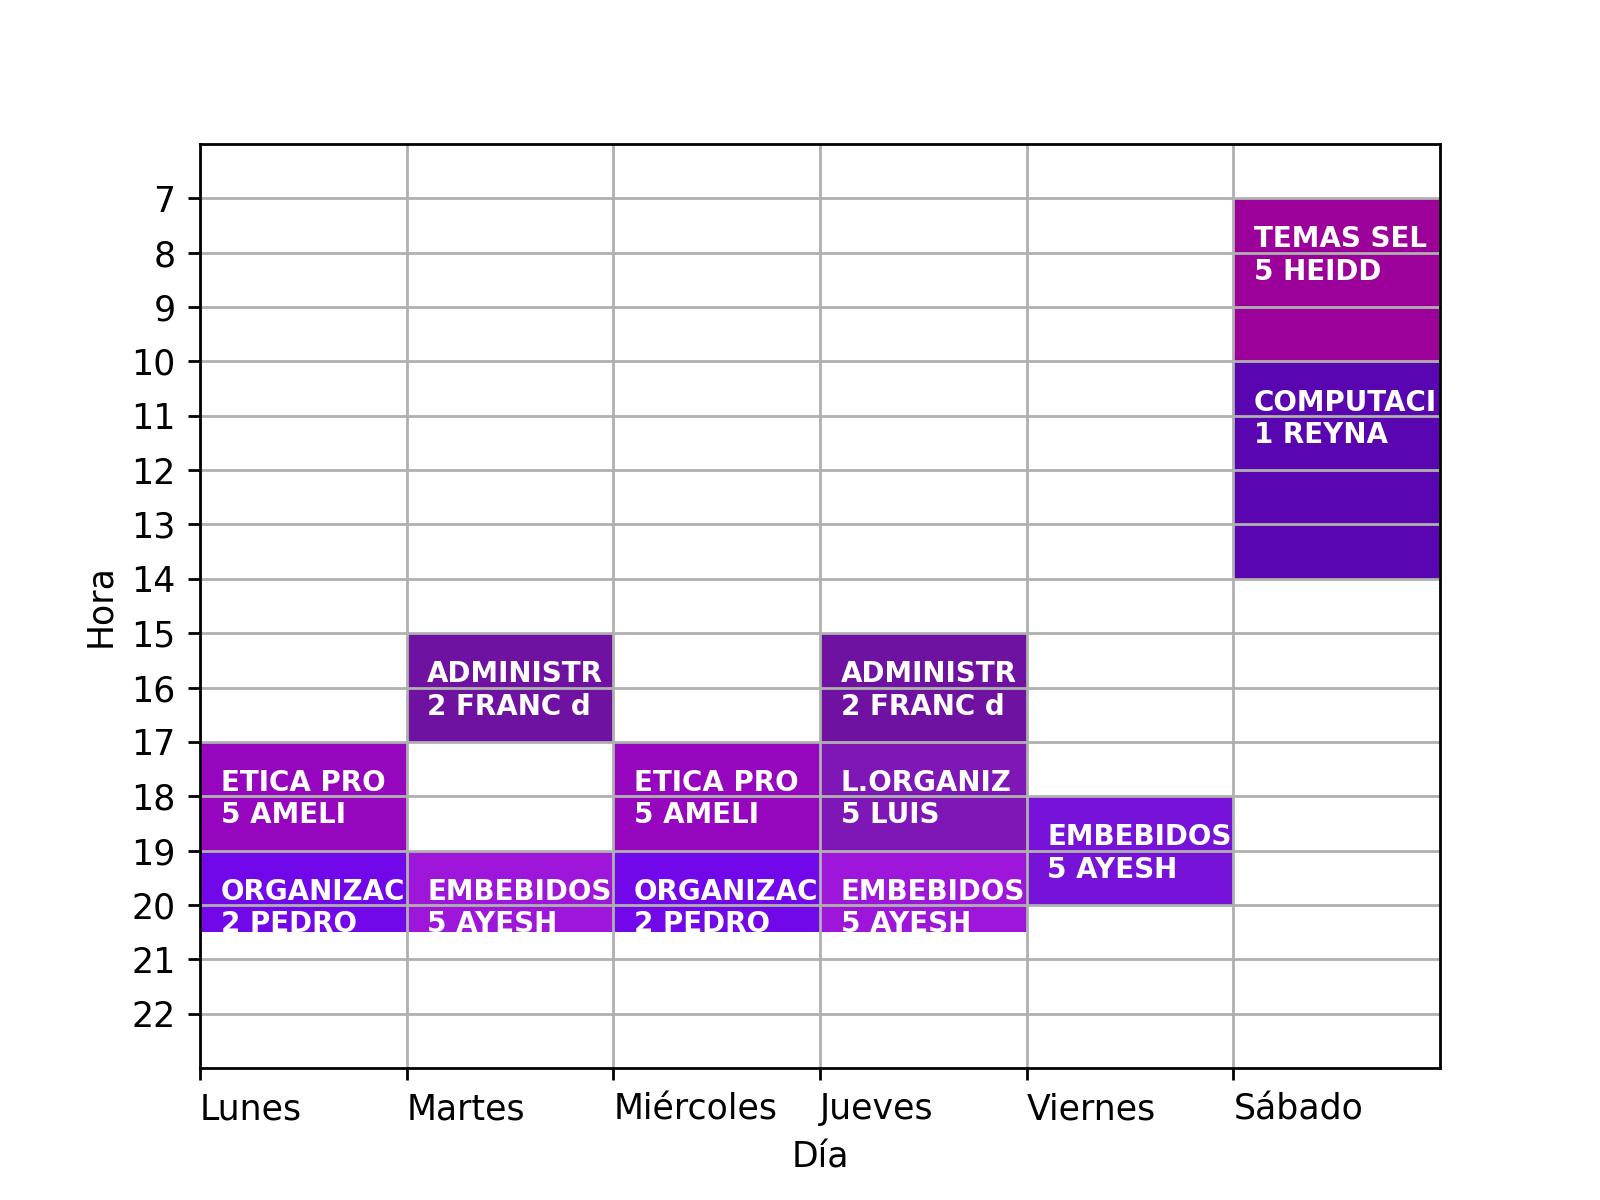 7
TEMAS SEL
8
5 HEIDD
9
10
COMPUTACI
11
1 REYNA
12
13
14
Hora
15
ADMINISTR ADMINISTR
16
2 FRANC d 2 FRANC d
17
ETICA PRO ETICA PRO L.ORGANIZ
18
5 AMELI 5 AMELI 5 LUIS
EMBEBIDOS
19
5 AYESH
ORGANIZAC EMBEBIDOS ORGANIZAC EMBEBIDOS
20
2 PEDRO 5 AYESH 2 PEDRO 5 AYESH
21
22
Lunes Martes Miércoles Jueves Viernes Sábado
Día